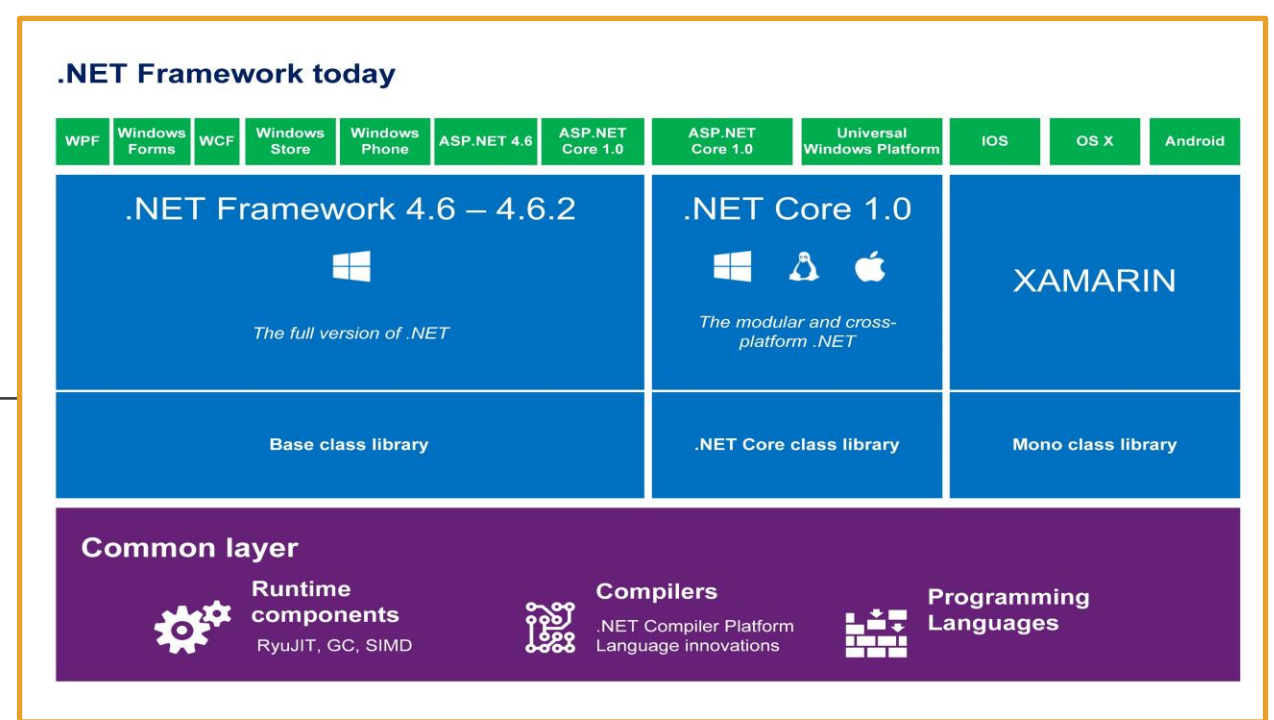 .NET Framework today
WPF
Windows
Forms
WCF
Windows
Store
Windows
Phone
ASP.NET 4.6
ASP.NET
Core 1.0
ASP.NET
Core 1.0
Universal
Windows Platform
IOS
OS X
Android
.NET Framework 4.6 – 4.6.2
The full version of .NET
.NET Core 1.0
The modular and cross-
platform .NET
XAMARIN
Base class library
.NET Core class library
Mono class library
Common layer
Runtime
components
RyuJIT, GC, SIMD
Compilers
.NET Compiler Platform
Language innovations
Programming
Languages